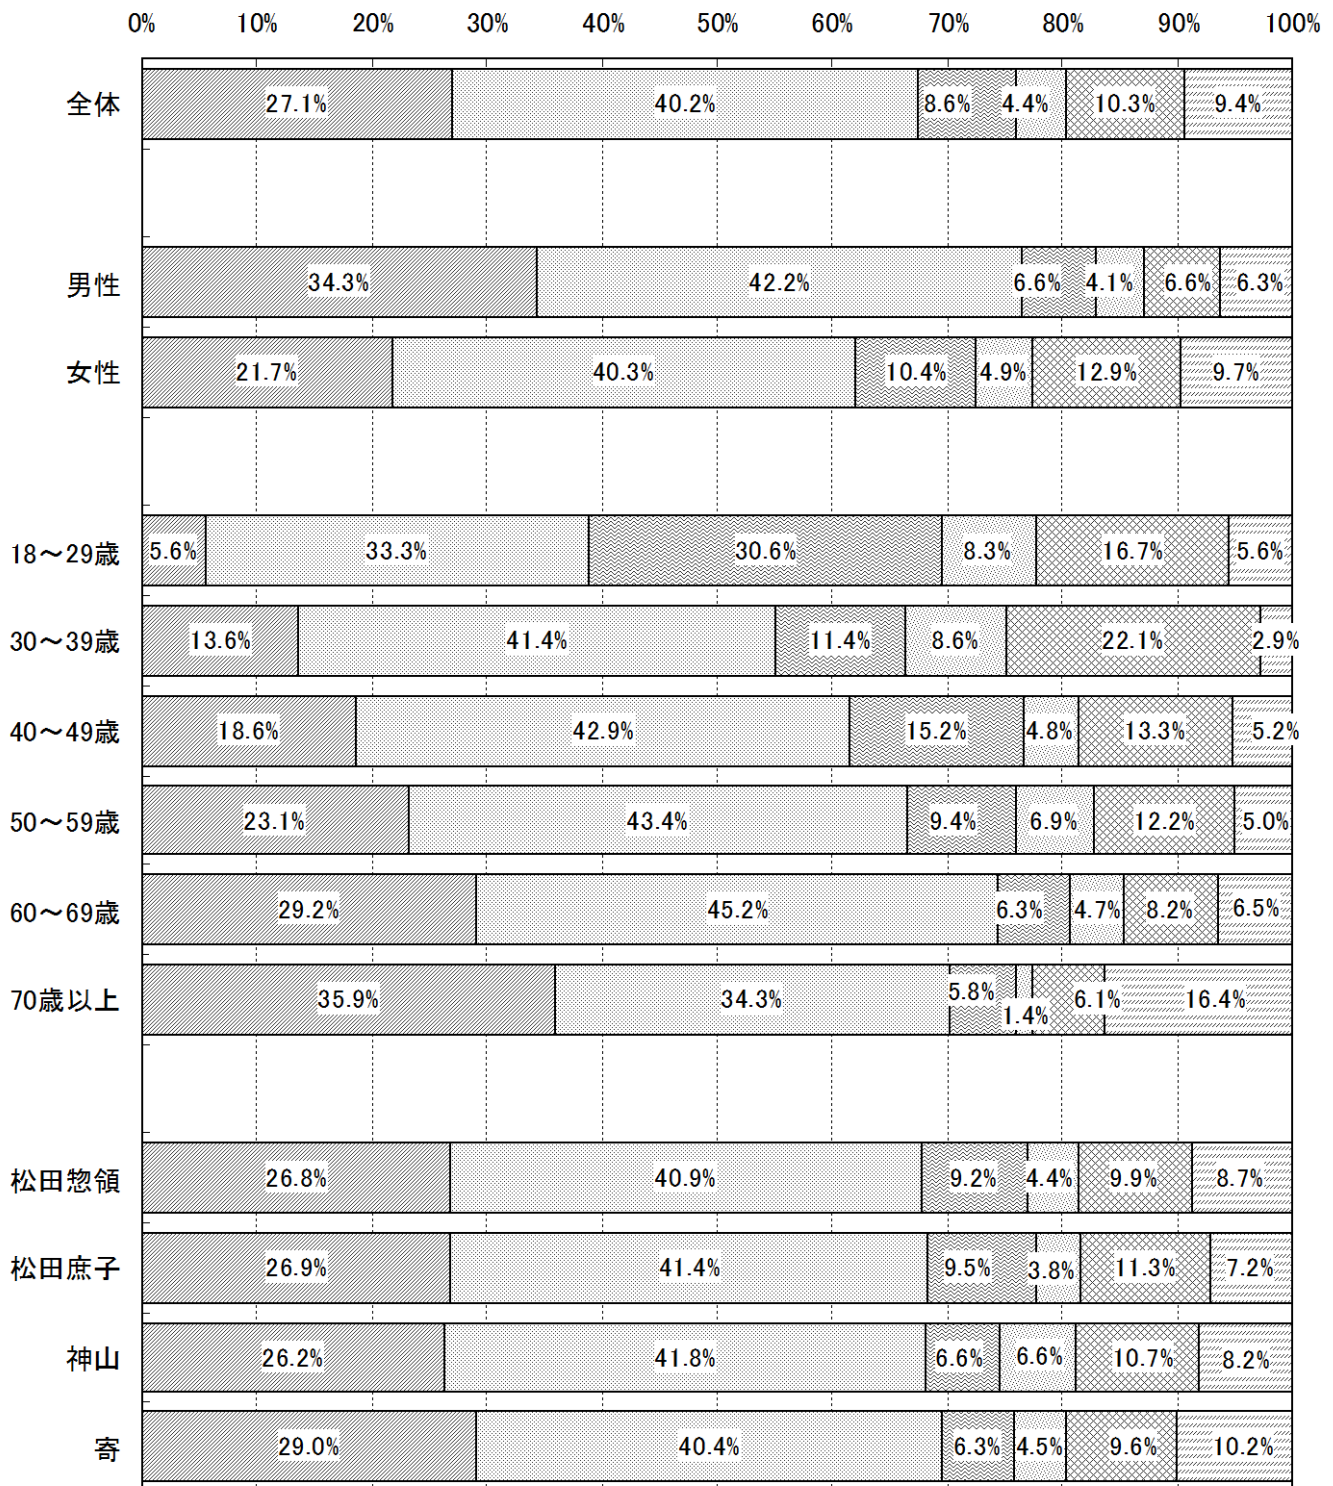 0% 10% 20% 30% 40% 50% 60% 70% 80% 90% 100%
全体 27.1% 40.2% 8.6% 4.4% 10.3% 9.4%
男性 34.3% 42.2% 6.6% 4.1% 6.6% 6.3%
女性 21.7% 40.3% 10.4% 4.9% 12.9% 9.7%
18～29歳 5.6% 33.3% 30.6% 8.3% 16.7% 5.6%
30～39歳 13.6% 41.4% 11.4% 8.6% 22.1% 2.9%
40～49歳 18.6% 42.9% 15.2% 4.8% 13.3% 5.2%
50～59歳 23.1% 43.4% 9.4% 6.9% 12.2% 5.0%
60～69歳 29.2% 45.2% 6.3% 4.7% 8.2% 6.5%
70歳以上 35.9% 34.3% 5.8% 1.4% 6.1% 16.4%
松田惣領 26.8% 40.9% 9.2% 4.4% 9.9% 8.7%
松田庶子 26.9% 41.4% 9.5% 3.8% 11.3% 7.2%
神山 26.2% 41.8% 6.6% 6.6% 10.7% 8.2%
寄 29.0% 40.4% 6.3% 4.5% 9.6% 10.2%